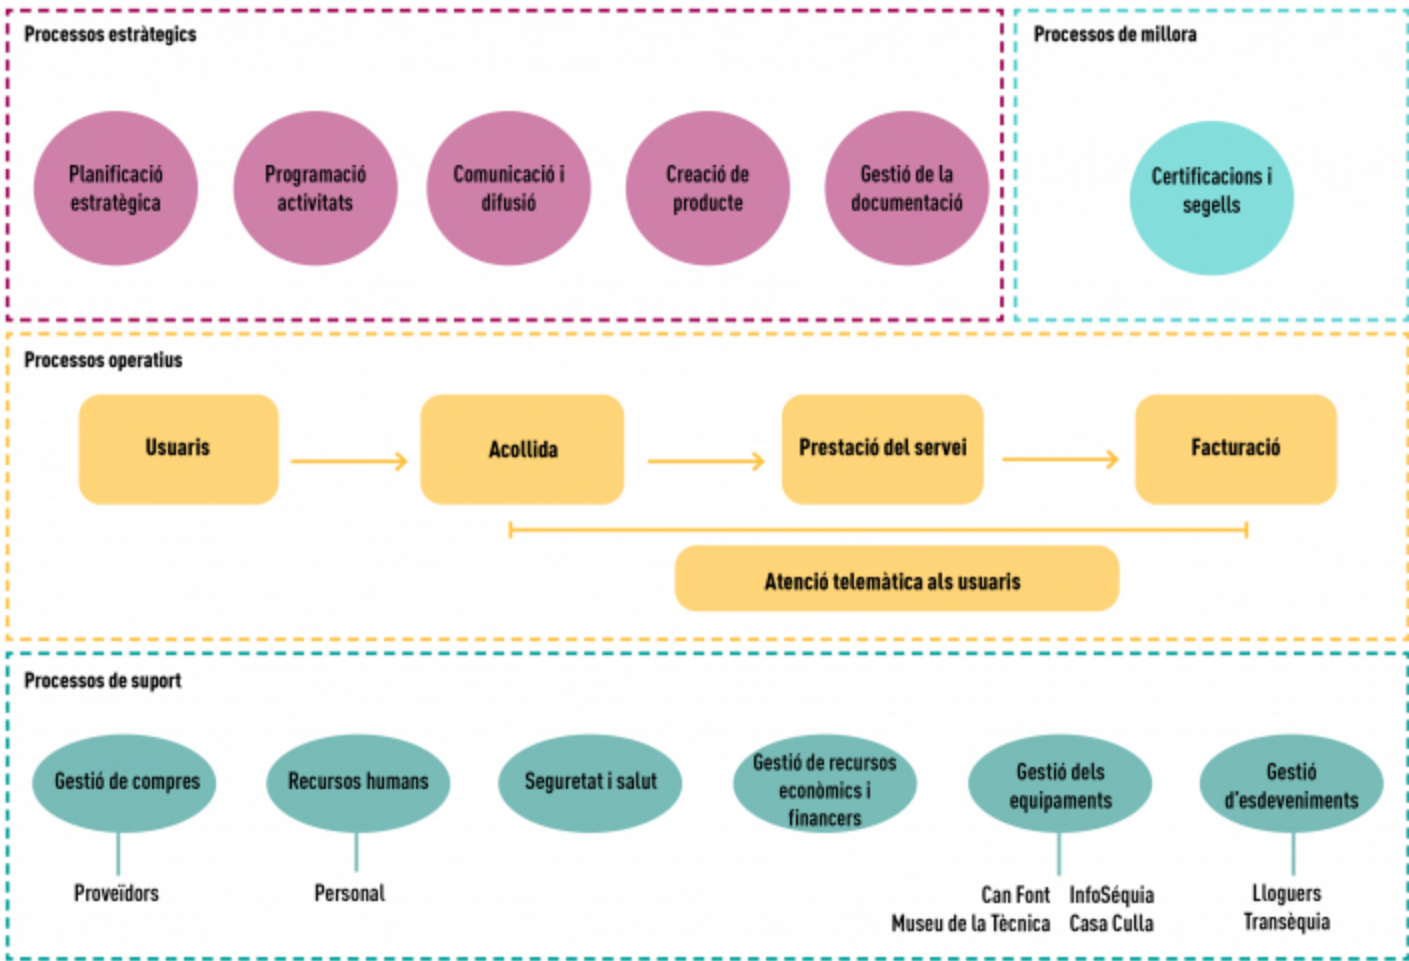 Processos estràtegics
Planificació
estratègica
Programació
activitats
Comunicació i
difusió
Creació de
producte
Gestió de la
documentació
Processos de millora
Certificacions i
segells
Processos operatius
Usuaris
Acollida
Prestació del servei
Facturació
Atenció telemàtica als usuaris
Processos de suport
Gestió de compres
Proveïdors
Recursos humans
Personal
Seguretat i salut
Gestió de recursos
econòmics i
financers
Gestió dels
equipaments
Can Font InfoSéquia
Museu de la Tècnica Casa Culla
Gestió
d'esdeveniments
Lloguers
Transèquia